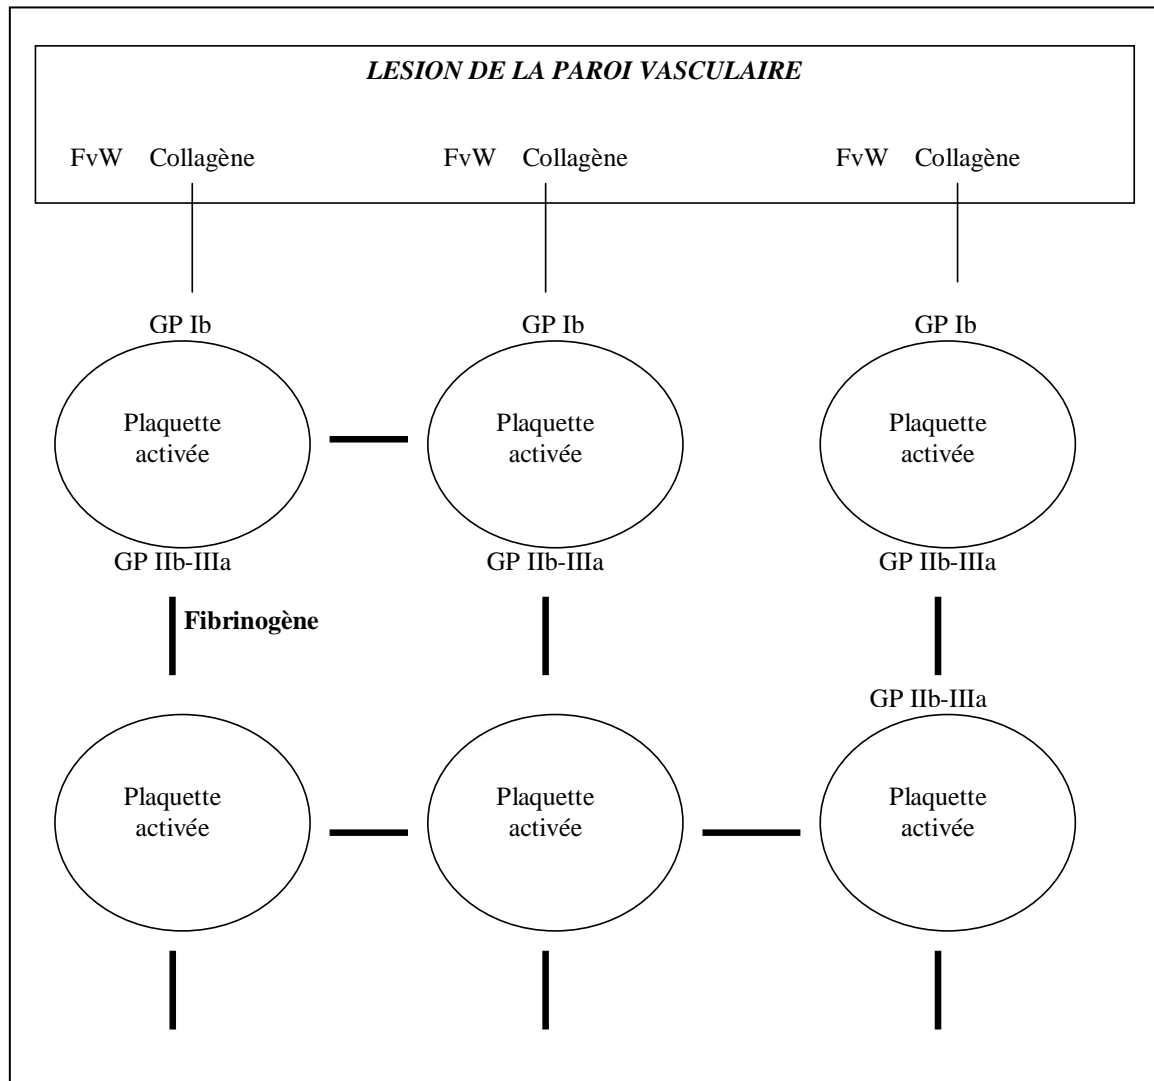 LESION DE LA PAROI VASCULAIRE
FvW Collagène FvW Collagène FvW Collagène
GP Ib GP Ib GP Ib
Plaquette activée Plaquette activée Plaquette activée
GP IIb-IIIa GP IIb-IIIa GP IIb-IIIa
Fibrinogène
GP IIb-IIIa
Plaquette activée Plaquette activée Plaquette activée